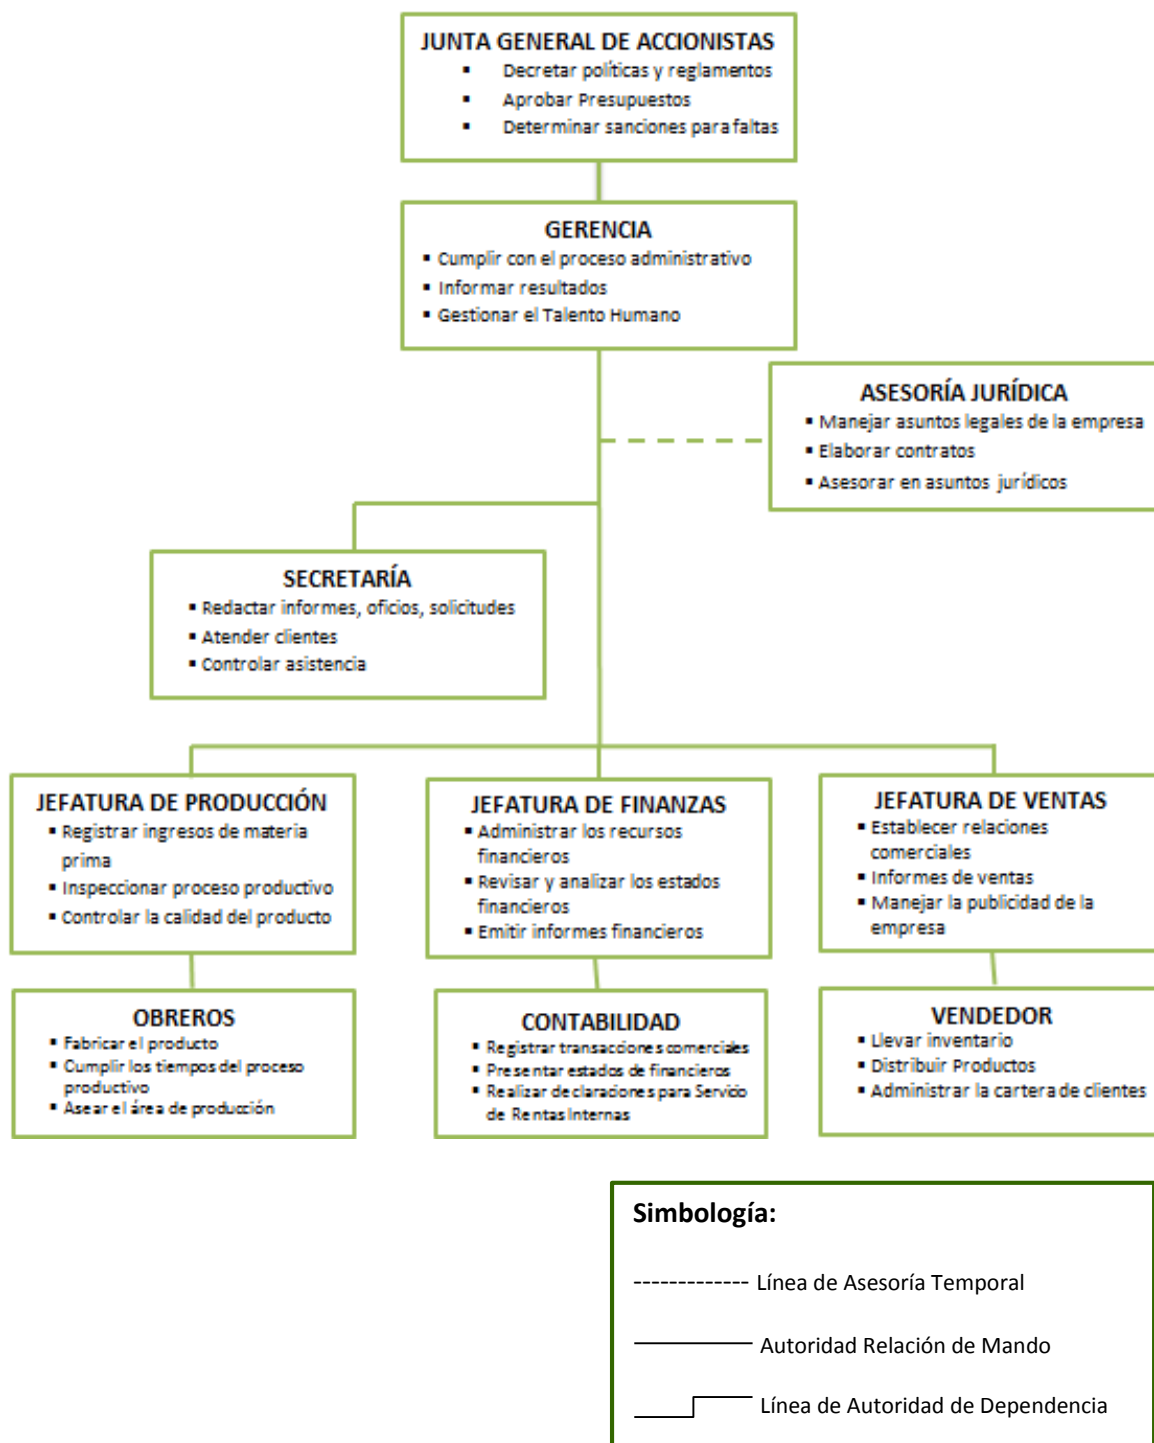 JUNTA GENERAL DE ACCIONISTAS
▪ Decretar políticas y reglamentos
▪ Aprobar Presupuestos
▪ Determinar sanciones para faltas
GERENCIA
▪ Cumplir con el proceso administrativo
▪ Informar resultados
▪ Gestionar el Talento Humano
ASESORÍA JURÍDICA
▪ Manejar asuntos legales de la empresa
▪ Elaborar contratos
▪ Asesorar en asuntos jurídicos
SECRETARÍA
▪ Redactar informes, oficios, solicitudes
▪ Atender clientes
▪ Controlar asistencia
JEFATURA DE PRODUCCIÓN
▪ Registrar ingresos de materia
prima
▪ Inspeccionar proceso productivo
▪ Controlar la calidad del producto
JEFATURA DE FINANZAS
▪ Administrar los recursos
financieros
▪ Revisar y analizar los estados
financieros
▪ Emitir informes financieros
JEFATURA DE VENTAS
▪ Establecer relaciones
comerciales
▪ Informes de ventas
▪ Manejar la publicidad de la
empresa
OBREROS
▪ Fabricar el producto
▪ Cumplir los tiempos del proceso
productivo
▪ Asear el área de producción
CONTABILIDAD
▪ Registrar transacciones comerciales
▪ Presentar estados de financieros
▪ Realizar declaraciones para Servicio
de Rentas Internas
VENDEDOR
▪ Llevar inventario
▪ Distribuir Productos
▪ Administrar la cartera de clientes
Simbología:
Línea de Asesoría Temporal
Autoridad Relación de Mando
Línea de Autoridad de Dependencia